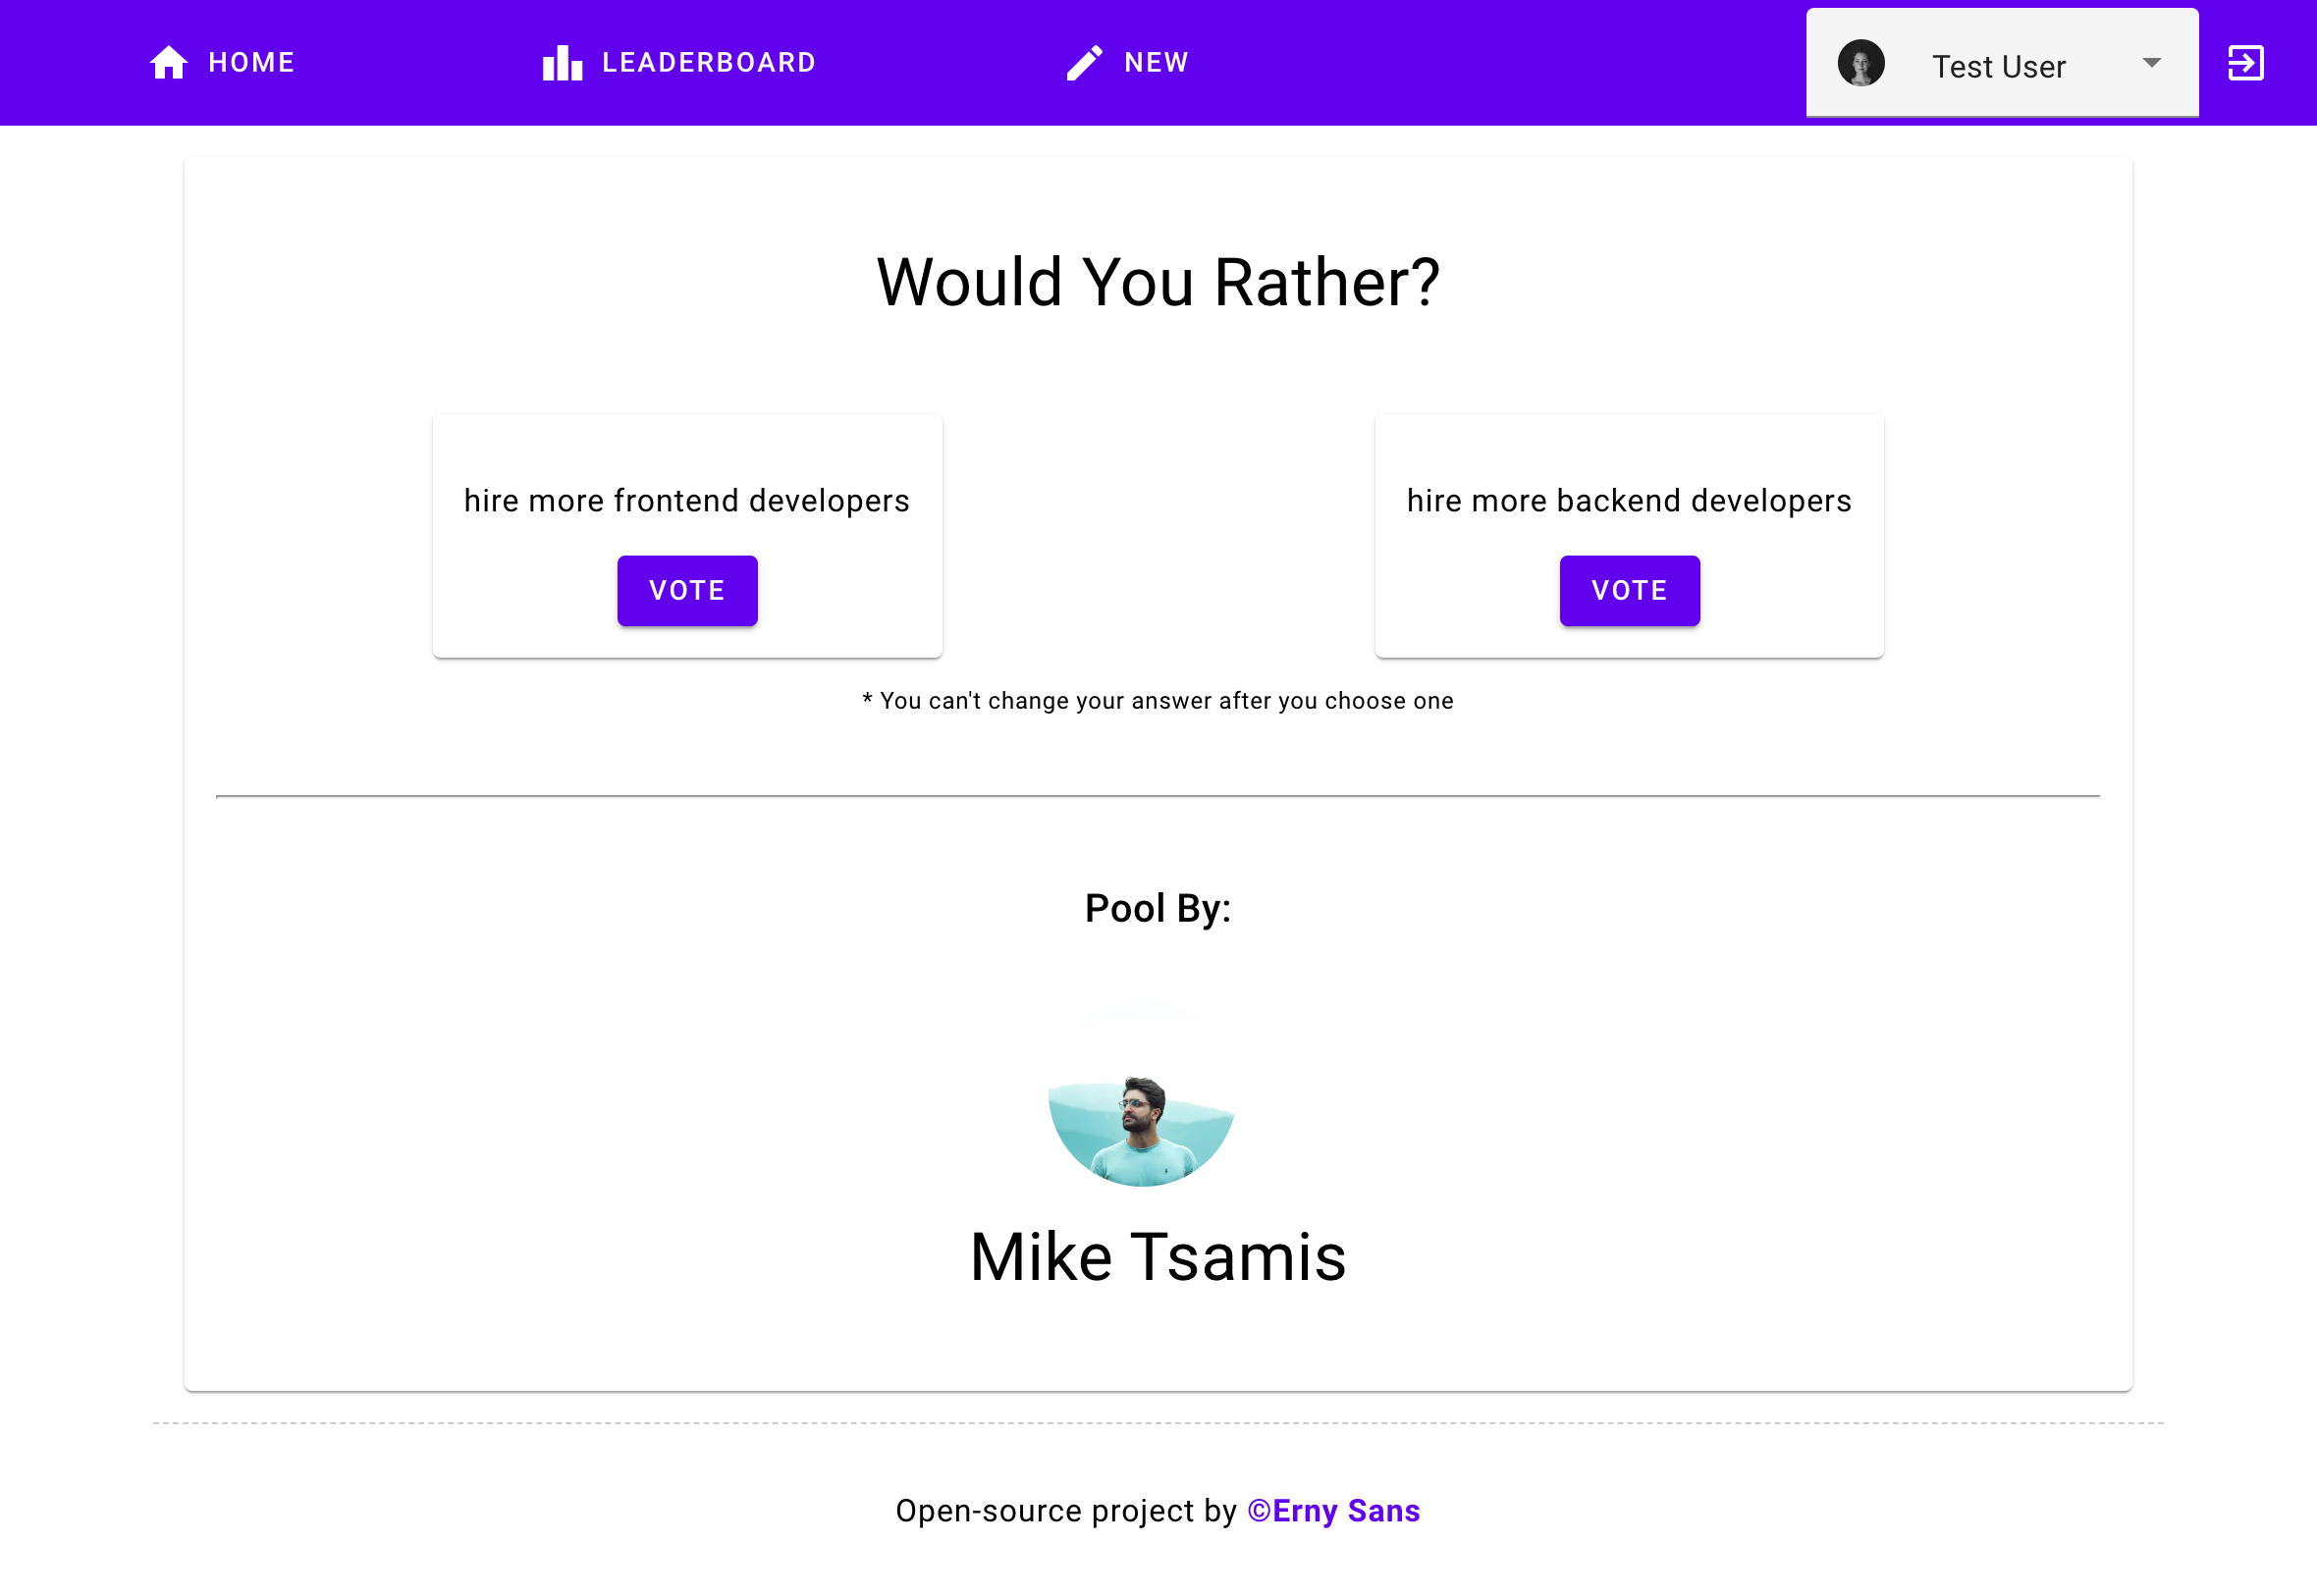 HOME LEADERBOARD NEW Test User
Would You Rather?
hire more frontend developers
VOTE
hire more backend developers
VOTE
* You can't change your answer after you choose one
Pool By:
Mike Tsamis
Open-source project by ©Erny Sans